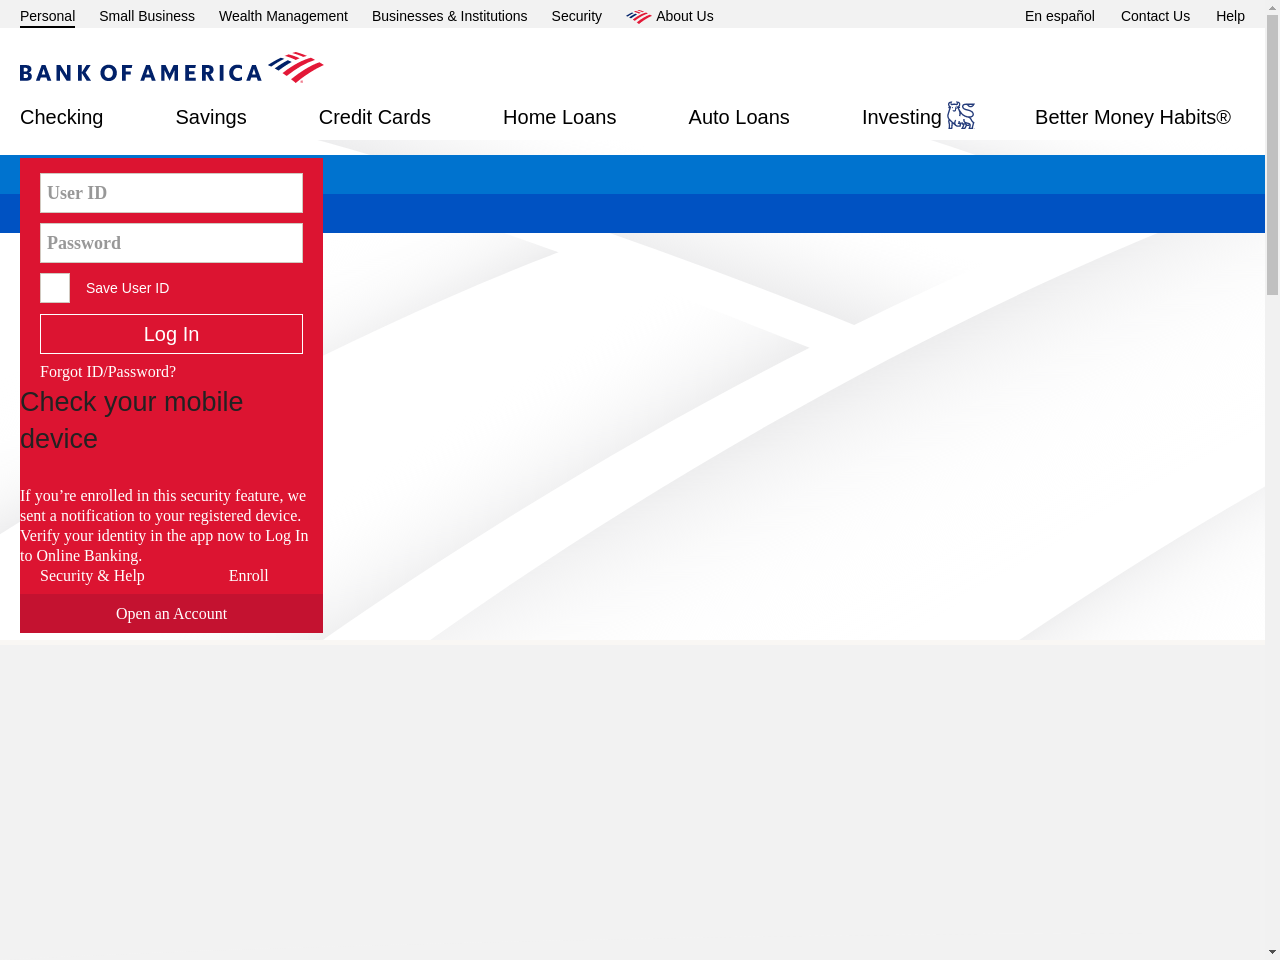 Personal Small Business Wealth Management Businesses & Institutions Security About Us En español Contact Us Help
BANK OF AMERICA
Checking Savings Credit Cards Home Loans Auto Loans Investing Better Money Habits®
User ID
Password
Save User ID
Log In
Forgot ID/Password?
Check your mobile
device
If you’re enrolled in this security feature, we
sent a notification to your registered device.
Verify your identity in the app now to Log In
to Online Banking.
Security & Help Enroll
Open an Account